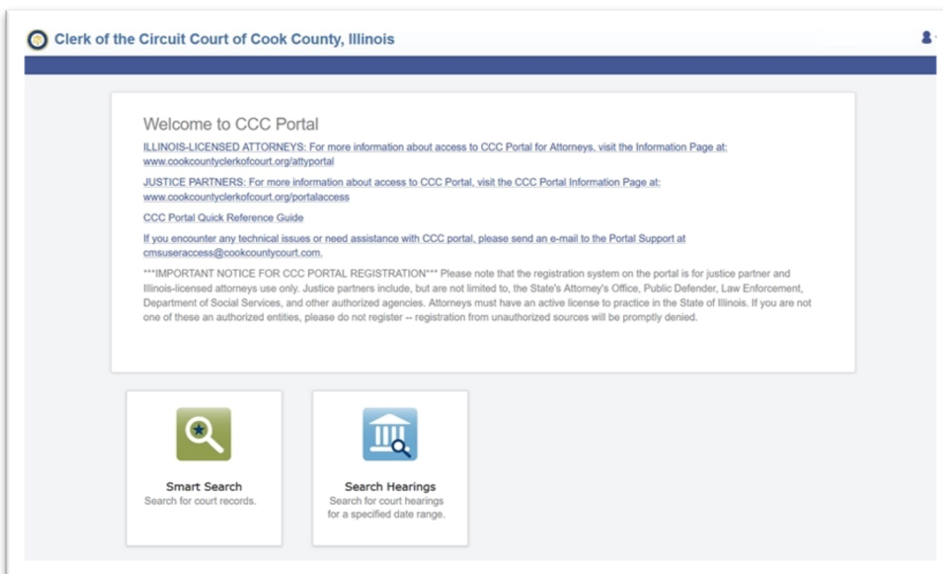 Clerk of the Circuit Court of Cook County, Illinois
Welcome to CCC Portal
ILLINOIS-LICENSED ATTORNEYS: For more information about access to CCC Portal for Attorneys, visit the Information Page at:
www.cookcountyclerkofcourt.org/attyportal
JUSTICE PARTNERS: For more information about access to CCC Portal, visit the CCC Portal Information Page at:
www.cookcountyclerkofcourt.org/portalaccess
CCC Portal Quick Reference Guide
If you encounter any technical issues or need assistance with CCC portal, please send an e-mail to the Portal Support at
cmsuseraccess@cookcountycourt.com.
***IMPORTANT NOTICE FOR CCC PORTAL REGISTRATION*** Please note that the registration system on the portal is for justice partner and
Illinois-licensed attorneys use only. Justice partners include, but are not limited to, the State's Attorney's Office, Public Defender, Law Enforcement,
Department of Social Services, and other authorized agencies. Attorneys must have an active license to practice in the State of Illinois. If you are not
one of these an authorized entities, please do not register -- registration from unauthorized sources will be promptly denied.
Smart Search
Search for court records.
Search Hearings
Search for court hearings
for a specified date range.